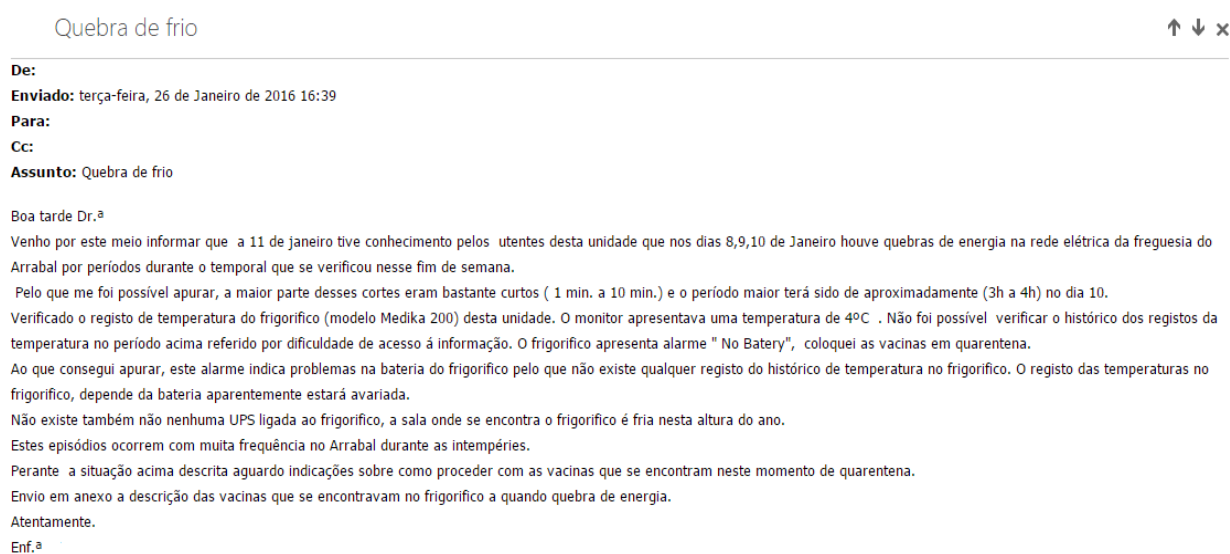 Quebra de frio
De:
Enviado: terça-feira, 26 de Janeiro de 2016 16:39
Para:
Cc:
Assunto: Quebra de frio
Boa tarde Dr.ª
Venho por este meio informar que a 11 de janeiro tive conhecimento pelos utentes desta unidade que nos dias 8,9,10 de Janeiro houve quebras de energia na rede elétrica da freguesia do
Arrabal por períodos durante o temporal que se verificou nesse fim de semana.
Pelo que me foi possível apurar, a maior parte desses cortes eram bastante curtos ( 1 min. a 10 min.) e o período maior terá sido de aproximadamente (3h a 4h) no dia 10.
Verificado o registo de temperatura do frigorifico (modelo Medika 200) desta unidade. O monitor apresentava uma temperatura de 4ºC . Não foi possível verificar o histórico dos registos da
temperatura no período acima referido por dificuldade de acesso á informação. O frigorifico apresenta alarme " No Batery", coloquei as vacinas em quarentena.
Ao que consegui apurar, este alarme indica problemas na bateria do frigorifico pelo que não existe qualquer registo do histórico de temperatura no frigorifico. O registo das temperaturas no
frigorifico, depende da bateria aparentemente estará avariada.
Não existe também não nenhuma UPS ligada ao frigorifico, a sala onde se encontra o frigorifico é fria nesta altura do ano.
Estes episódios ocorrem com muita frequência no Arrabal durante as intempéries.
Perante a situação acima descrita aguardo indicações sobre como proceder com as vacinas que se encontram neste momento de quarentena.
Envio em anexo a descrição das vacinas que se encontravam no frigorifico a quando quebra de energia.
Atentamente.
Enf.ª